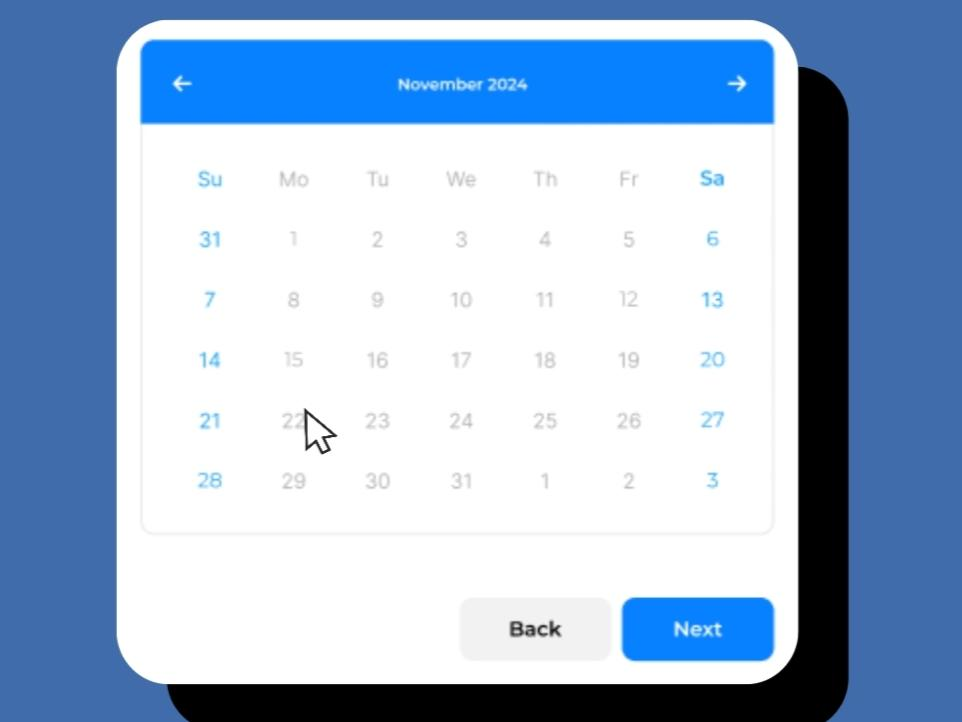 ← November 2024 →
Su Mo Tu We Th Fr Sa
31 1 2 3 4 5 6
7 8 9 10 11 12 13
14 15 16 17 18 19 20
21 22 23 24 25 26 27
28 29 30 31 1 2 3
Back Next